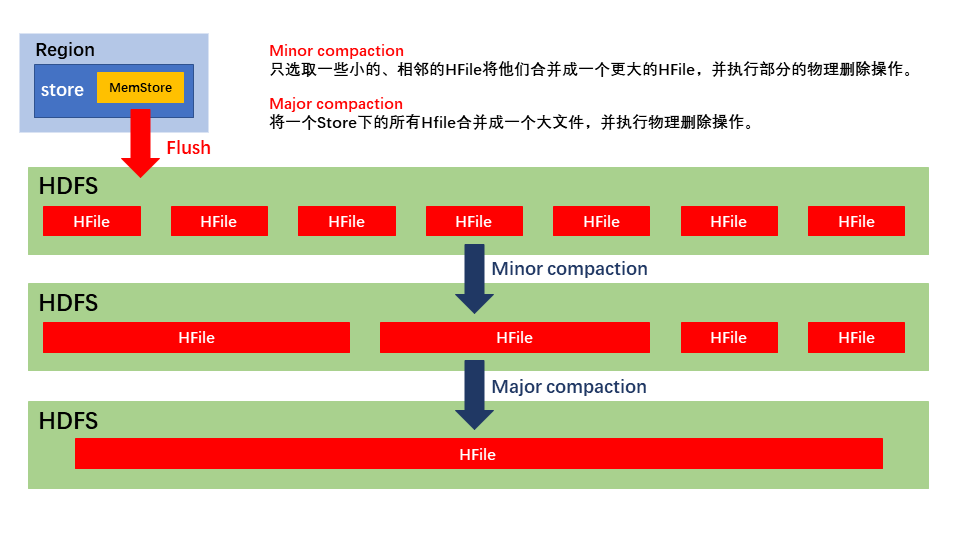 Region
store
MemStore
Minor compaction
只选取一些小的、相邻的HFile将他们合并成一个更大的HFile，并执行部分的物理删除操作。
Major compaction
将一个Store下的所有Hfile合并成一个大文件，并执行物理删除操作。
Flush
HDFS
HFile HFile HFile HFile HFile HFile HFile
Minor compaction
HDFS
HFile HFile HFile HFile
Major compaction
HDFS
HFile